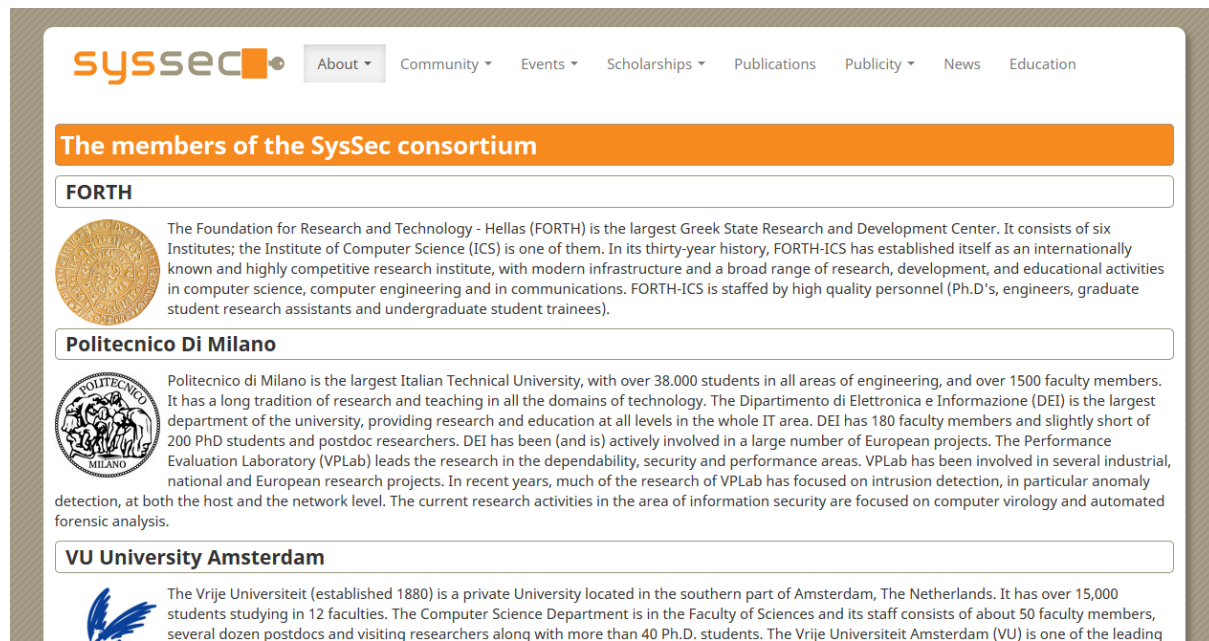 syssec
About Community Events Scholarships Publications Publicity News Education
The members of the SysSec consortium
FORTH
The Foundation for Research and Technology - Hellas (FORTH) is the largest Greek State Research and Development Center. It consists of six
Institutes; the Institute of Computer Science (ICS) is one of them. In its thirty-year history, FORTH-ICS has established itself as an internationally
known and highly competitive research institute, with modern infrastructure and a broad range of research, development, and educational activities
in computer science, computer engineering and in communications. FORTH-ICS is staffed by high quality personnel (Ph.D's, engineers, graduate
student research assistants and undergraduate student trainees).
Politecnico Di Milano
POLITECNICO
MILANO
Politecnico di Milano is the largest Italian Technical University, with over 38.000 students in all areas of engineering, and over 1500 faculty members.
It has a long tradition of research and teaching in all the domains of technology. The Dipartimento di Elettronica e Informazione (DEI) is the largest
department of the university, providing research and education at all levels in the whole IT area. DEI has 180 faculty members and slightly short of
200 PhD students and postdoc researchers. DEI has been (and is) actively involved in a large number of European projects. The Performance
Evaluation Laboratory (VPLab) leads the research in the dependability, security and performance areas. VPLab has been involved in several industrial,
national and European research projects. In recent years, much of the research of VPLab has focused on intrusion detection, in particular anomaly
detection, at both the host and the network level. The current research activities in the area of information security are focused on computer virology and automated
forensic analysis.
VU University Amsterdam
The Vrije Universiteit (established 1880) is a private University located in the southern part of Amsterdam, The Netherlands. It has over 15,000
students studying in 12 faculties. The Computer Science Department is in the Faculty of Sciences and its staff consists of about 50 faculty members,
several dozen postdocs and visiting researchers along with more than 40 Ph.D. students. The Vrije Universiteit Amsterdam (VU) is one of the leading